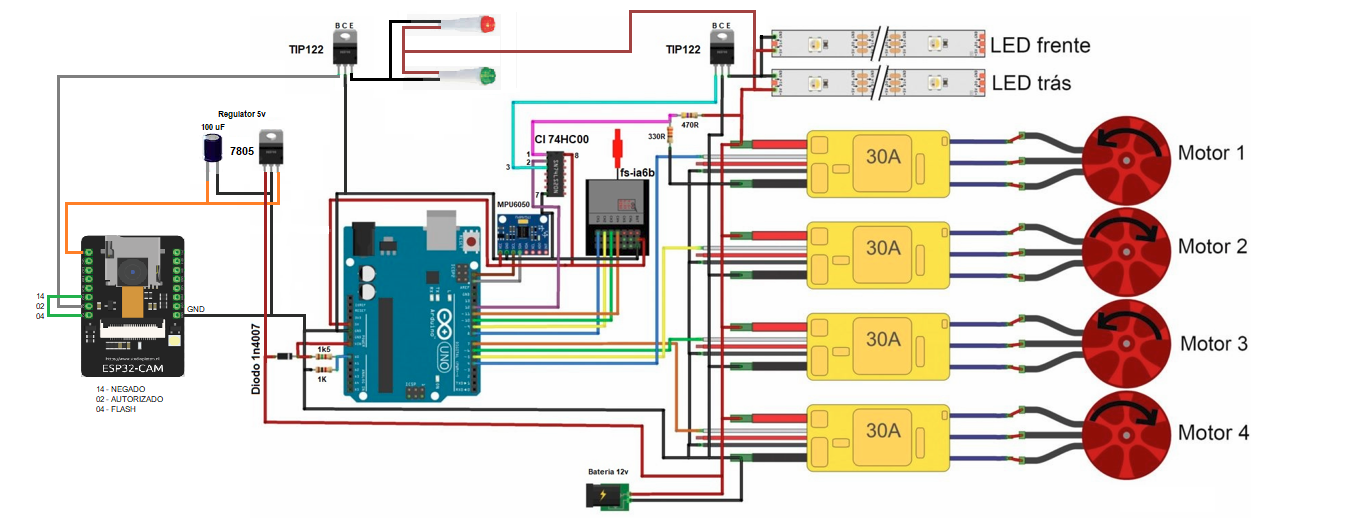 B C E
TIP122
B C E
TIP122
LED frente
LED trás
Regulator 5v
100 uF
7805
470R
330R
CI 74HC00
1
2
3
7
8
SN74LS20N
fs-ia6b
MPU6050
30A
Motor 1
30A
Motor 2
30A
Motor 3
30A
Motor 4
14
02
04
GND
ESP32-CAM
14 - NEGADO
02 - AUTORIZADO
04 - FLASH
Diodo 1n4007
1k5
1K
Arduino
UNO
Bateria 12v